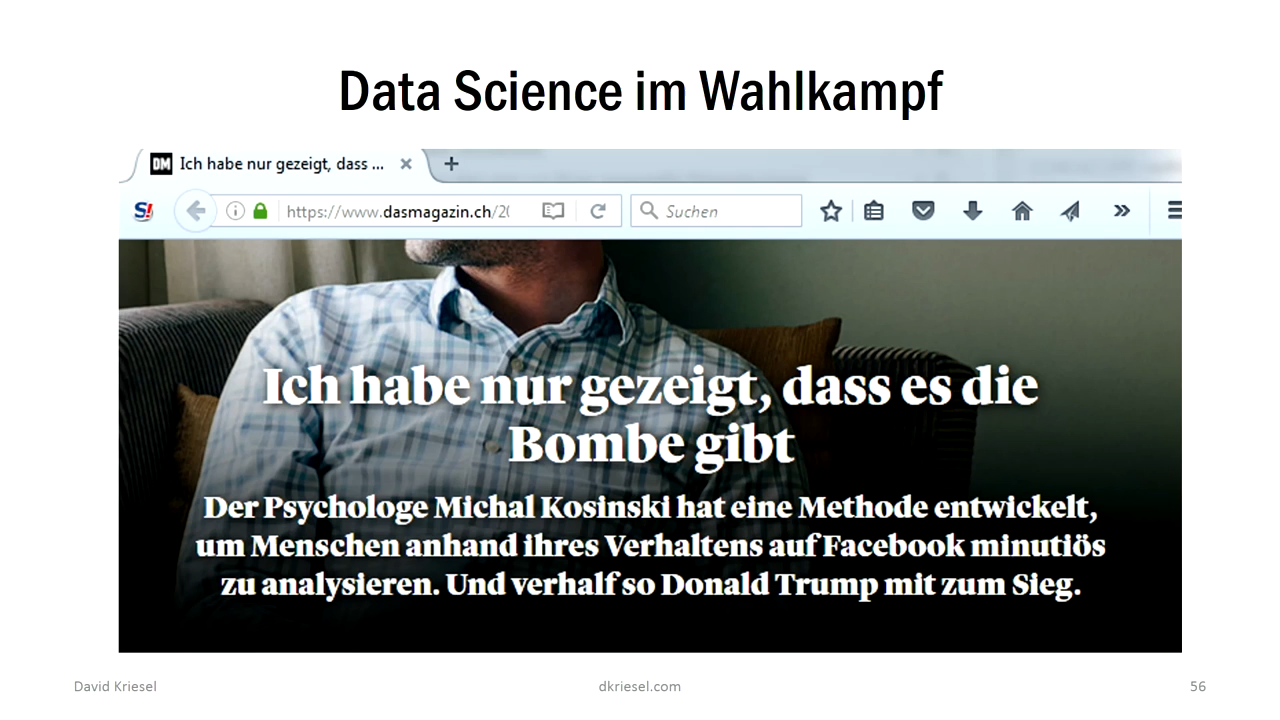 Data Science im Wahlkampf
DM Ich habe nur gezeigt, dass ...
S! https://www.dasmagazin.ch/20 Suchen
Ich habe nur gezeigt, dass es die
Bombe gibt
Der Psychologe Michal Kosinski hat eine Methode entwickelt,
um Menschen anhand ihres Verhaltens auf Facebook minutiös
zu analysieren. Und verhalf so Donald Trump mit zum Sieg.
David Kriesel dkriesel.com 56